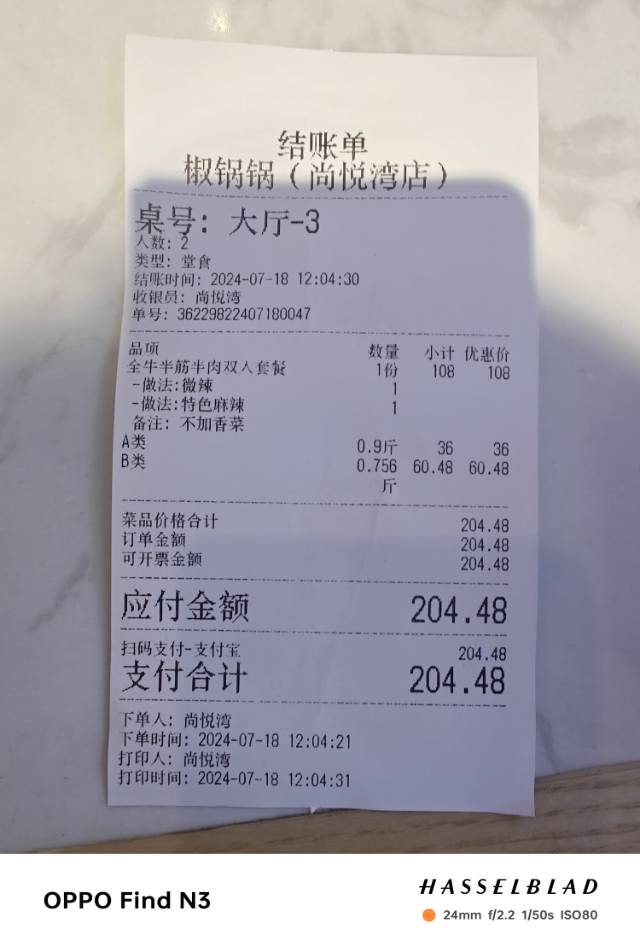 结账单
椒锅锅（尚悦湾店）
桌号: 大厅-3
人数: 2
类型: 堂食
结账时间: 2024-07-18 12:04:30
收银员: 尚悦湾
单号: 36229822407180047
品项 数量 小计 优惠价
全牛半筋半肉双人套餐 1份 108 108
-做法:微辣 1
-做法:特色麻辣 1
备注: 不加香菜
A类 0.9斤 36 36
B类 0.756 60.48 60.48
斤
菜品价格合计 204.48
订单金额 204.48
可开票金额 204.48
应付金额 204.48
扫码支付-支付宝 204.48
支付合计 204.48
下单人: 尚悦湾
下单时间: 2024-07-18 12:04:21
打印人: 尚悦湾
打印时间: 2024-07-18 12:04:31
OPPO Find N3
HASSELBLAD
24mm f/2.2 1/50s ISO80